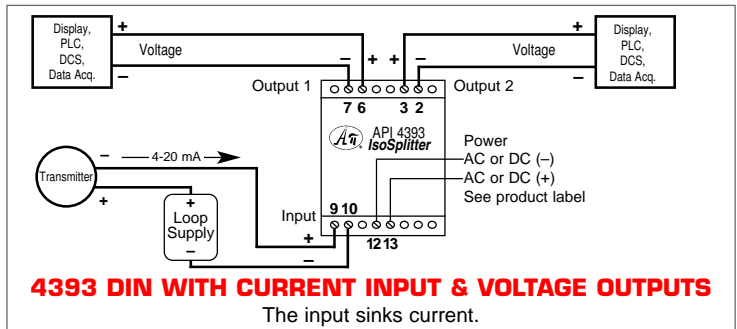 Display,
PLC,
DCS,
Data Acq.
+
Voltage
–
Output 1
– + + –
7 6 3 2
Output 2
+
Voltage
–
Display,
PLC,
DCS,
Data Acq.
API API 4393
IsoSplitter
Power
AC or DC (–)
AC or DC (+)
See product label
Transmitter
–
4-20 mA
+
+
Loop
Supply
–
Input
9 10
+
–
12 13
4393 DIN WITH CURRENT INPUT & VOLTAGE OUTPUTS
The input sinks current.